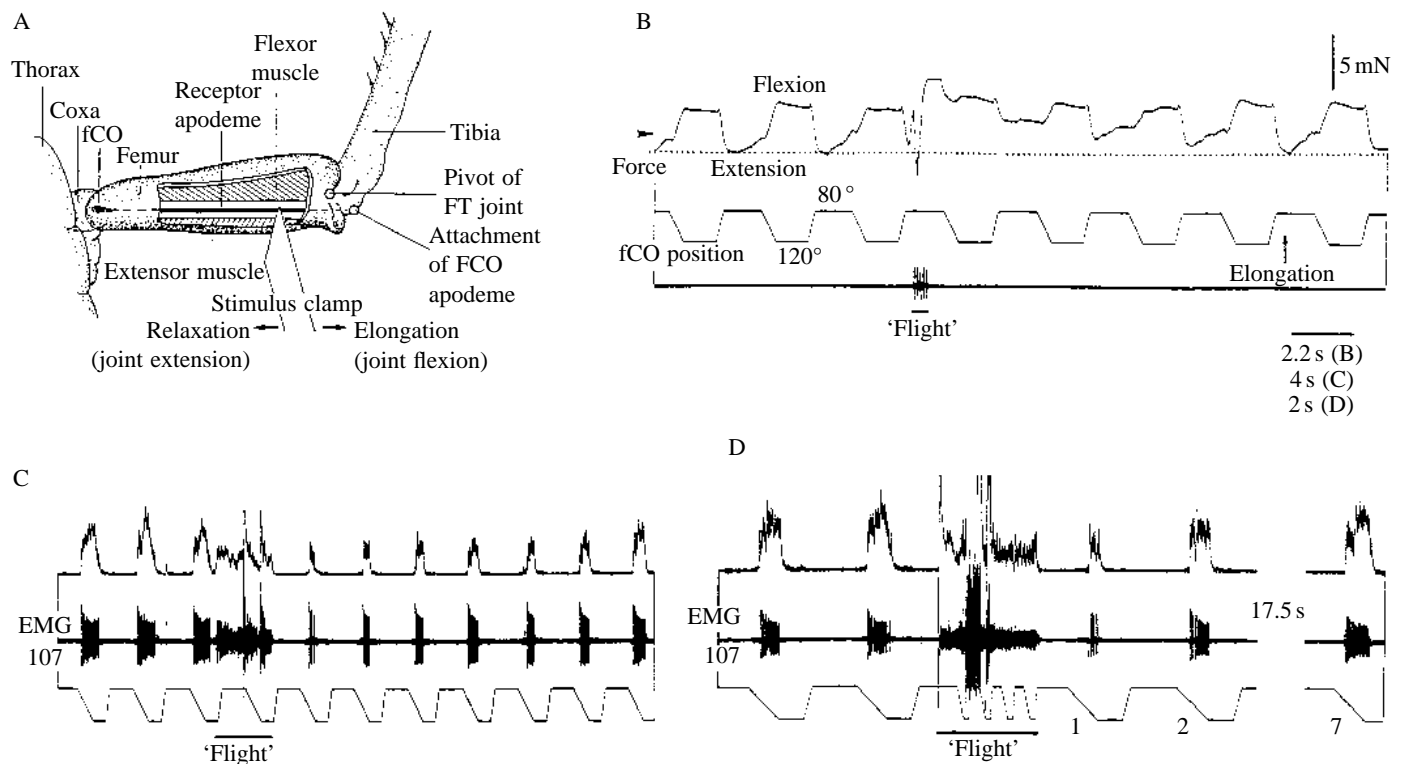 A
Thorax
Coxa
fCO
Femur
Receptor
apodeme
Flexor
muscle
Tibia
Pivot of
FT joint
Attachment
of FCO
apodeme
Extensor muscle
Stimulus clamp
Relaxation
(joint extension)
Elongation
(joint flexion)
B
5 mN
Flexion
Force
Extension
80 °
fCO position
120°
Elongation
‘Flight’
2.2 s (B)
4 s (C)
2 s (D)
C
EMG
107
‘Flight’
D
EMG
107
17.5 s
1
2
7
‘Flight’